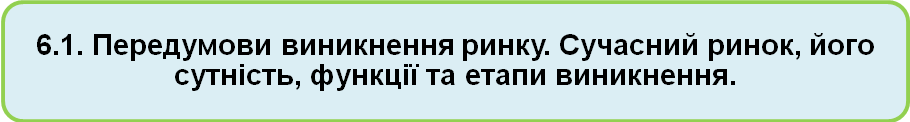 6.1. Передумови виникнення ринку. Сучасний ринок, його
сутність, функції та етапи виникнення.